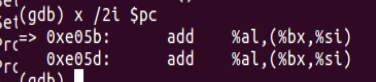 (gdb) x /2i $pc
=> 0xe05b: add %al,(%bx,%si)
0xe05d: add %al,(%bx,%si)
(gdb)